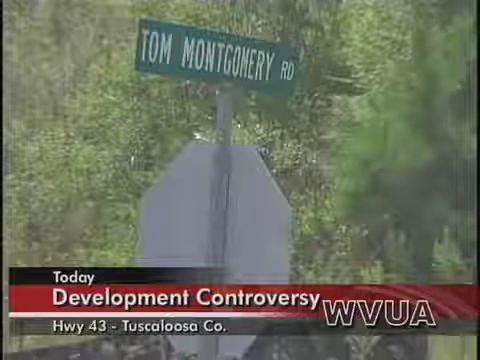 TOM MONTGOMERY RD
Today
Development Controversy
WVUA
Hwy 43 - Tuscaloosa Co.